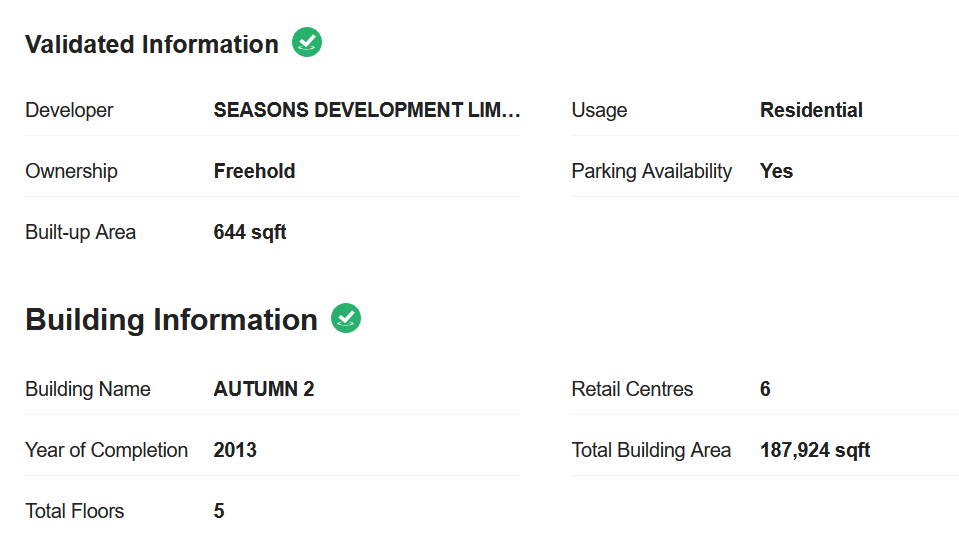 Validated Information
Developer SEASONS DEVELOPMENT LIM... Usage Residential
Ownership Freehold Parking Availability Yes
Built-up Area 644 sqft
Building Information
Building Name AUTUMN 2 Retail Centres 6
Year of Completion 2013 Total Building Area 187,924 sqft
Total Floors 5